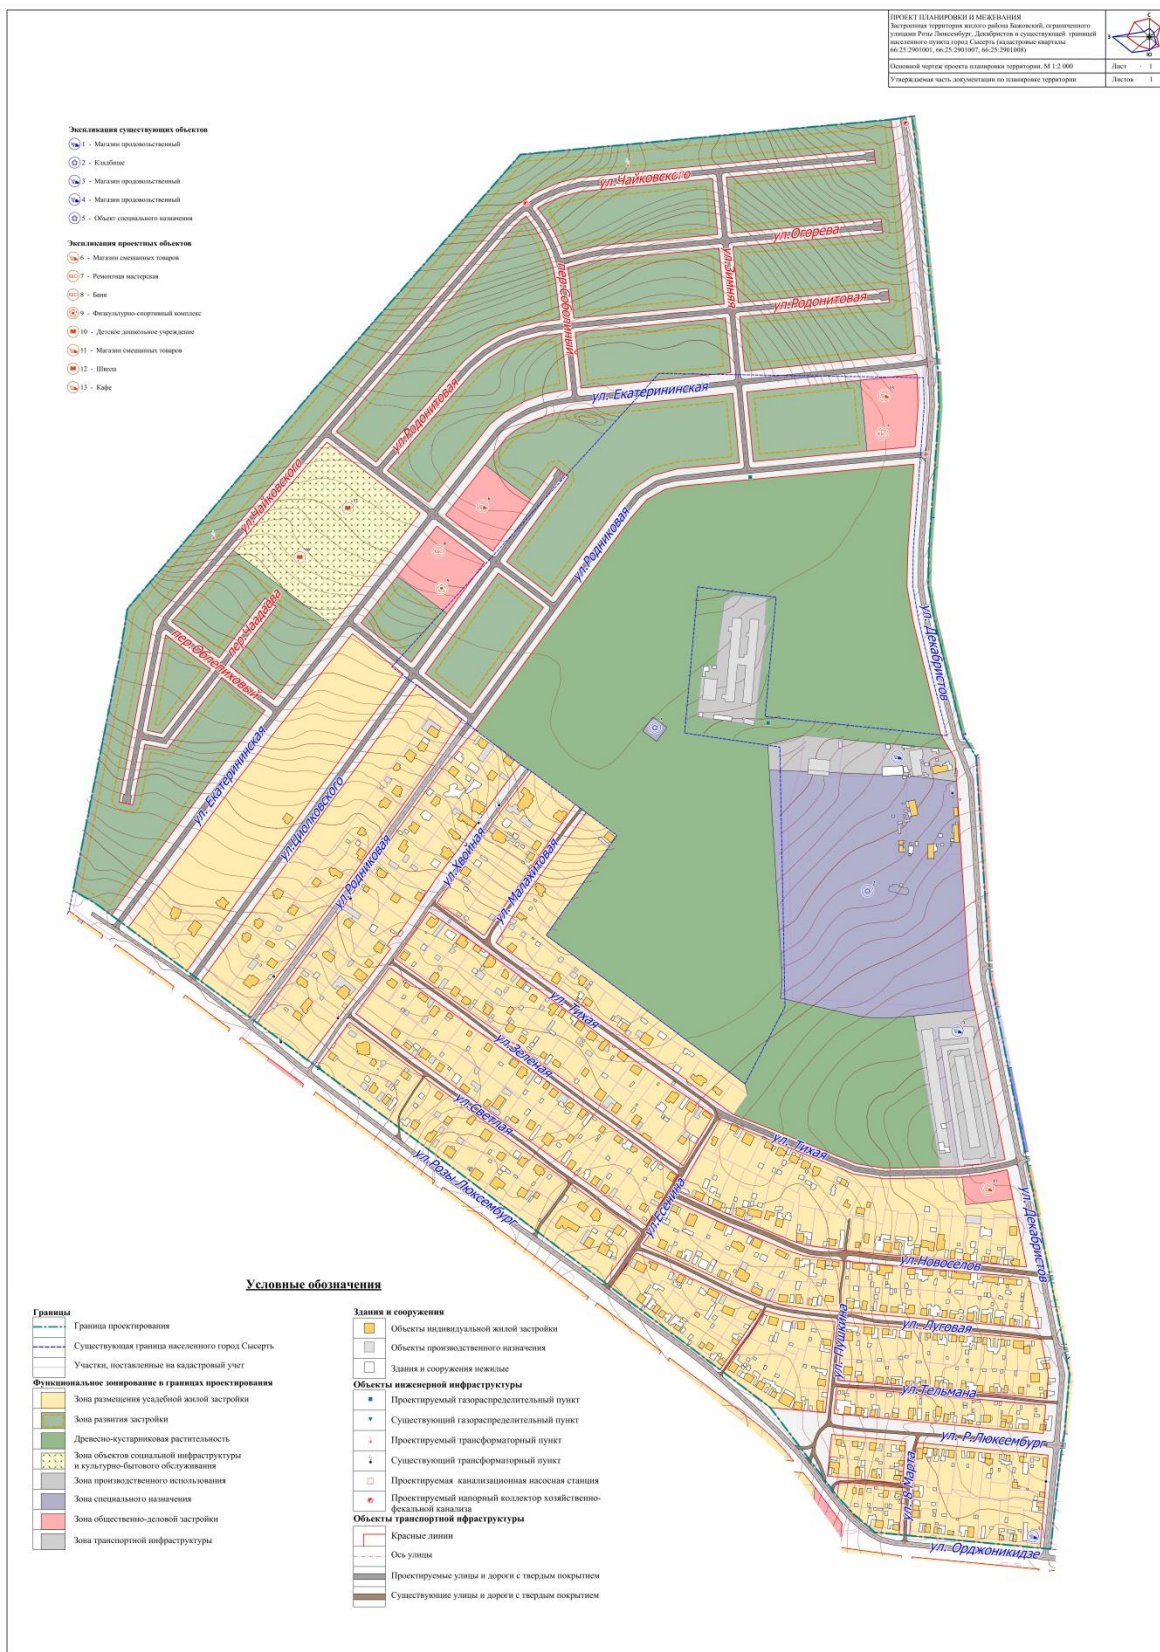 ПРОЕКТ ПЛАНИРОВКИ И МЕЖЕВАНИЯ
Застроенная территория жилого района Бажовский, ограниченного
улицами Розы Люксембург, Декабристов и существующей границей
населенного пункта город Сысерть (кадастровые кварталы
66:25:2901001, 66:25:2901007, 66:25:2901008)
Основной чертеж проекта планировки территории, М 1:2 000
Лист - 1
Утверждаемая часть документации по планировке территории
Листов 1
С
З
Ю
Экспликация существующих объектов
1 - Магазин продовольственный
2 - Кладбище
3 - Магазин продовольственный
4 - Магазин продовольственный
5 - Объект специального назначения
Экспликация проектных объектов
6 - Магазин смешанных товаров
7 - Ремонтная мастерская
8 - Баня
9 - Физкультурно-спортивный комплекс
10 - Детское дошкольное учреждение
11 - Магазин смешанных товаров
12 - Школа
13 - Кафе
ул.Чайковского
ул.Огорева
ул.Зимняя
пер.Соболиный
ул.Родонитовая
ул. Екатерининская
ул.Родонитовая
ул.Чайковского
ул.Родниковая
пер.Чаадаева
пер.Облепиховый
ул. Декабристов
ул. Екатерининская
ул.Циолковского
ул.Родниковая
ул.Хвойная
ул. Малахитовая
ул. Тихая
ул.Зеленая
ул.Светлая
ул.Розы Люксембург
ул. Тихая
ул.Есенина
ул. Декабристов
ул.Новоселов
ул. Луговая
ул. Пушкина
ул.Тельмана
ул. Р.Люксембург
ул. 8 Марта
ул. Орджоникидзе
Условные обозначения
Границы
Граница проектирования
Существующая граница населенного город Сысерть
Участки, поставленные на кадастровый учет
Функциональное зонирование в границах проектирования
Зона размещения усадебной жилой застройки
Зона развития застройки
Древесно-кустарниковая растительность
Зона объектов социальной инфраструктуры
и культурно-бытового обслуживания
Зона производственного использования
Зона специального назначения
Зона общественно-деловой застройки
Зона транспортной инфраструктуры
Здания и сооружения
Объекты индивидуальной жилой застройки
Объекты производственного назначения
Здания и сооружения нежилые
Объекты инженерной инфраструктуры
Проектируемый газораспределительный пункт
Существующий газораспределительный пункт
Проектируемый трансформаторный пункт
Существующий трансформаторный пункт
Проектируемая канализационная насосная станция
Проектируемый напорный коллектор хозяйственно-
фекальной канализа
Объекты транспортной нфраструктуры
Красные линии
Ось улицы
Проектируемые улицы и дороги с твердым покрытием
Существующие улицы и дороги с твердым покрытием